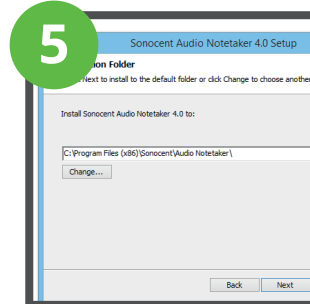 5
Sonocent Audio Notetaker 4.0 Setup
on Folder
Next to install to the default folder or click Change to choose another
Install Sonocent Audio Notetaker 4.0 to:
C:\Program Files (x86)\Sonocent\Audio Notetaker\
Change...
Back Next